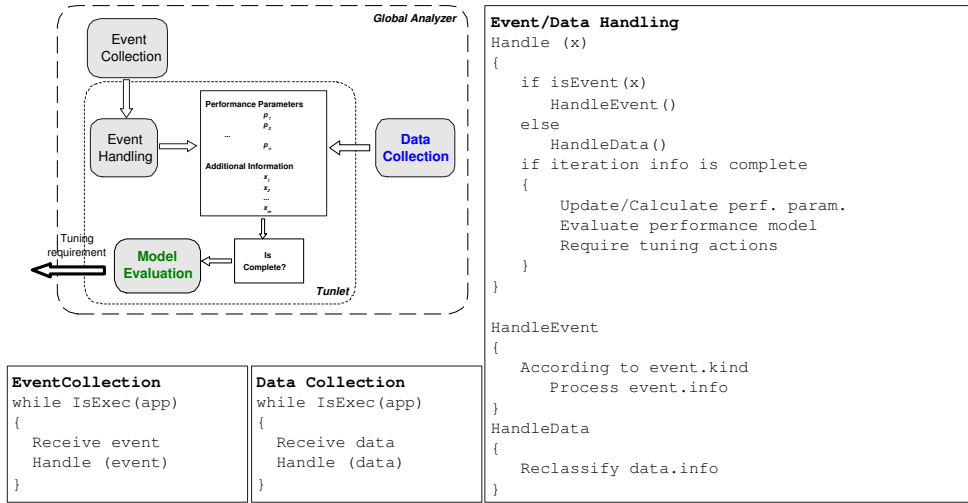 Global Analyzer
Event
Collection
Event
Handling
Performance Parameters
p1
p2
...
pn
Additional Information
x1
x2
...
xm
Data
Collection
Tuning
requirement
Model
Evaluation
Is
Complete?
Tunlet
EventCollection
while IsExec(app)
{
Receive event
Handle (event)
}
Data Collection
while IsExec(app)
{
Receive data
Handle (data)
}
Event/Data Handling
Handle (x)
{
if isEvent(x)
HandleEvent()
else
HandleData()
if iteration info is complete
{
Update/Calculate perf. param.
Evaluate performance model
Require tuning actions
}
}
HandleEvent
{
According to event.kind
Process event.info
}
HandleData
{
Reclassify data.info
}